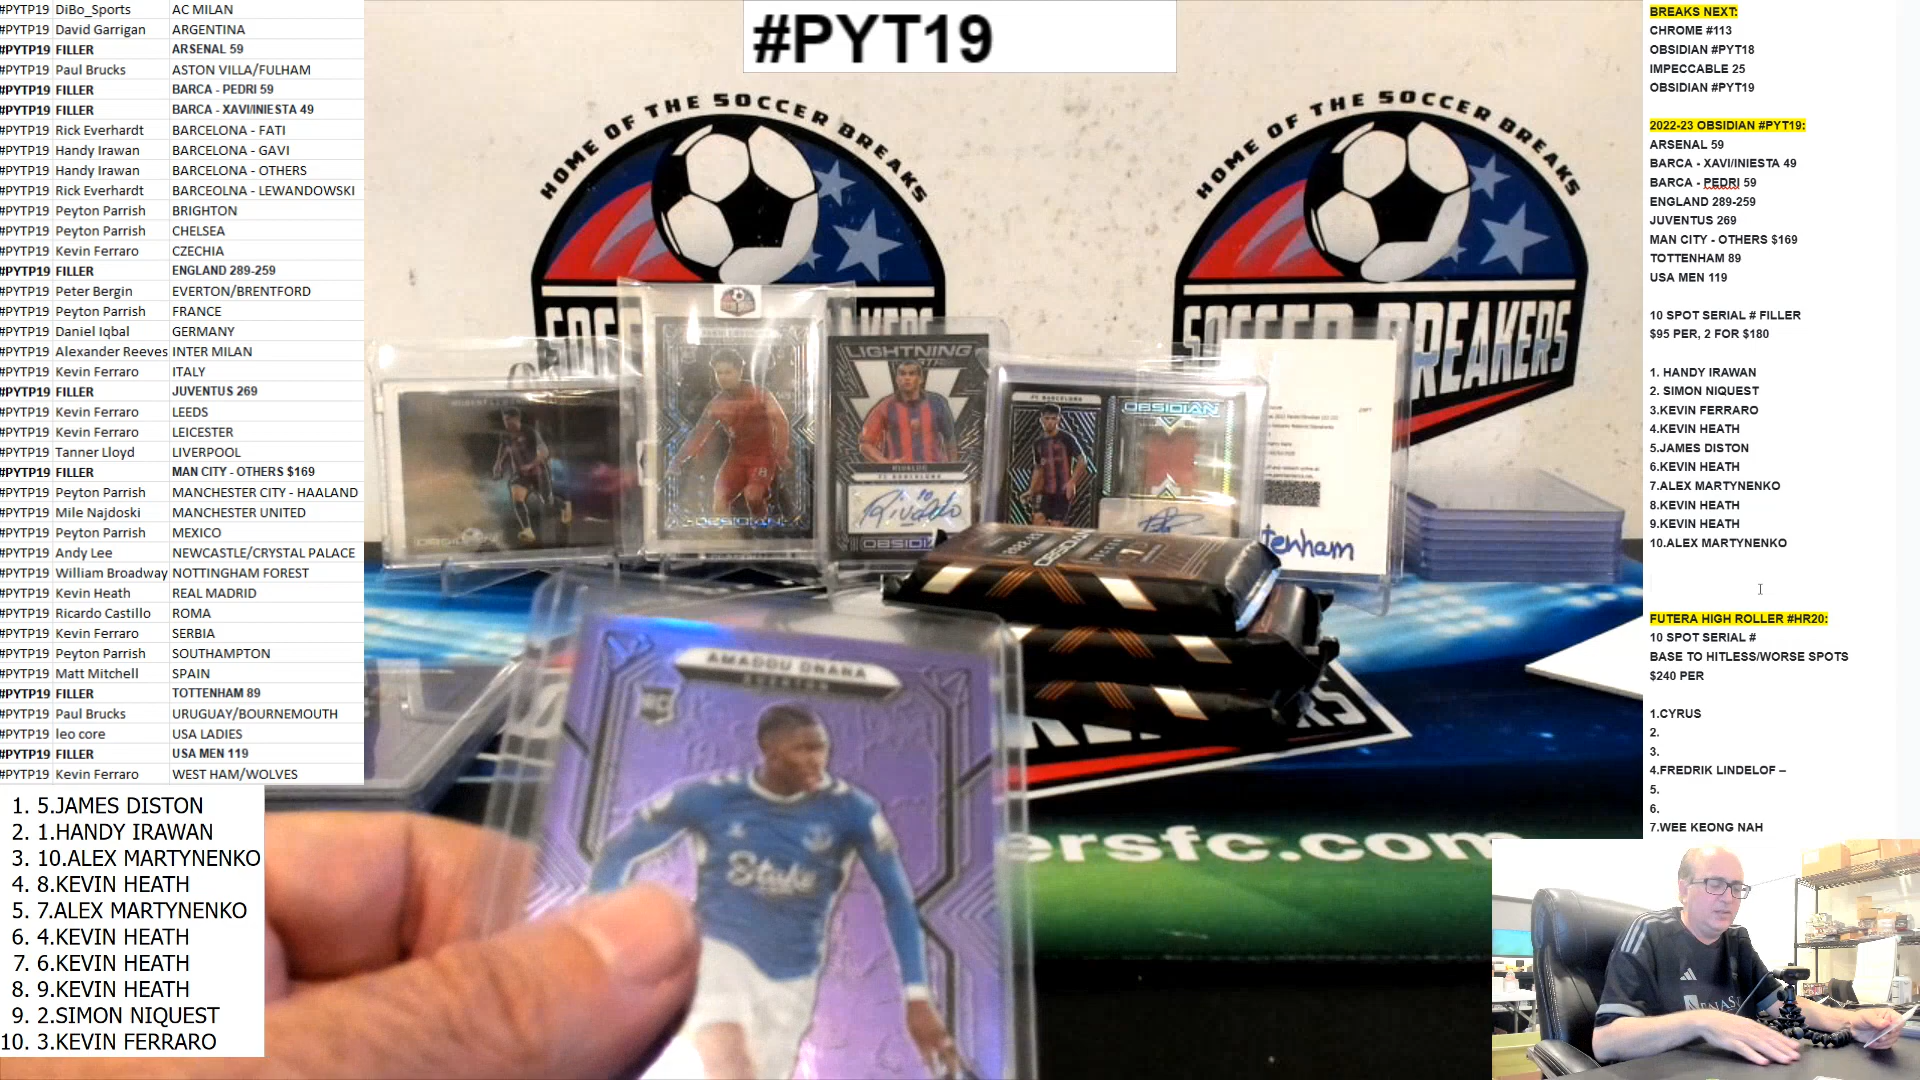 #PYTP19 DiBo_Sports AC MILAN
#PYTP19 David Garrigan ARGENTINA
#PYTP19 FILLER ARSENAL 59
#PYTP19 Paul Brucks ASTON VILLA/FULHAM
#PYTP19 FILLER BARCA - PEDRI 59
#PYTP19 FILLER BARCA - XAVI/INIESTA 49
#PYTP19 Rick Everhardt BARCELONA - FATI
#PYTP19 Handy Irawan BARCELONA - GAVI
#PYTP19 Handy Irawan BARCELONA - OTHERS
#PYTP19 Rick Everhardt BARCEOLNA - LEWANDOWSKI
#PYTP19 Peyton Parrish BRIGHTON
#PYTP19 Peyton Parrish CHELSEA
#PYTP19 Kevin Ferraro CZECHIA
#PYTP19 FILLER ENGLAND 289-259
#PYTP19 Peter Bergin EVERTON/BRENTFORD
#PYTP19 Peyton Parrish FRANCE
#PYTP19 Daniel Iqbal GERMANY
#PYTP19 Alexander Reeves INTER MILAN
#PYTP19 Kevin Ferraro ITALY
#PYTP19 FILLER JUVENTUS 269
#PYTP19 Kevin Ferraro LEEDS
#PYTP19 Kevin Ferraro LEICESTER
#PYTP19 Tanner Lloyd LIVERPOOL
#PYTP19 FILLER MAN CITY - OTHERS $169
#PYTP19 Peyton Parrish MANCHESTER CITY - HAALAND
#PYTP19 Mile Najdoski MANCHESTER UNITED
#PYTP19 Peyton Parrish MEXICO
#PYTP19 Andy Lee NEWCASTLE/CRYSTAL PALACE
#PYTP19 William Broadway NOTTINGHAM FOREST
#PYTP19 Kevin Heath REAL MADRID
#PYTP19 Ricardo Castillo ROMA
#PYTP19 Kevin Ferraro SERBIA
#PYTP19 Peyton Parrish SOUTHAMPTON
#PYTP19 Matt Mitchell SPAIN
#PYTP19 FILLER TOTTENHAM 89
#PYTP19 Paul Brucks URUGUAY/BOURNEMOUTH
#PYTP19 leo core USA LADIES
#PYTP19 FILLER USA MEN 119
#PYTP19 Kevin Ferraro WEST HAM/WOLVES
1. 5.JAMES DISTON
2. 1.HANDY IRAWAN
3. 10.ALEX MARTYNENKO
4. 8.KEVIN HEATH
5. 7.ALEX MARTYNENKO
6. 4.KEVIN HEATH
7. 6.KEVIN HEATH
8. 9.KEVIN HEATH
9. 2.SIMON NIQUEST
10. 3.KEVIN FERRARO
#PYT19
HOME OF THE SOCCER BREAKS
HOME OF THE SOCCER BREAKS
BREAKERS
LIGHTNING
RIVALDO
FC BARCELONA
OBSIDIAN
FC BARCELONA
OBSIDIAN
OBSIDIAN
tenham
AMADOU ONANA
EVERTON
RC
Stake
ersfc.com
BREAKS NEXT:
CHROME #113
OBSIDIAN #PYT18
IMPECCABLE 25
OBSIDIAN #PYT19
2022-23 OBSIDIAN #PYT19:
ARSENAL 59
BARCA - XAVI/INIESTA 49
BARCA - PEDRI 59
ENGLAND 289-259
JUVENTUS 269
MAN CITY - OTHERS $169
TOTTENHAM 89
USA MEN 119
10 SPOT SERIAL # FILLER
$95 PER, 2 FOR $180
1. HANDY IRAWAN
2. SIMON NIQUEST
3.KEVIN FERRARO
4.KEVIN HEATH
5.JAMES DISTON
6.KEVIN HEATH
7.ALEX MARTYNENKO
8.KEVIN HEATH
9.KEVIN HEATH
10.ALEX MARTYNENKO
FUTERA HIGH ROLLER #HR20:
10 SPOT SERIAL #
BASE TO HITLESS/WORSE SPOTS
$240 PER
1.CYRUS
2.
3.
4.FREDRIK LINDELOF –
5.
6.
7.WEE KEONG NAH